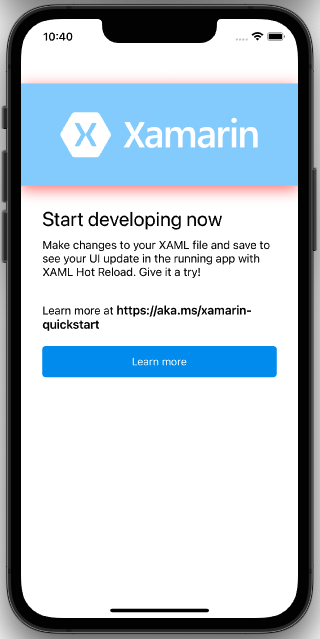 10:40
X Xamarin
Start developing now
Make changes to your XAML file and save to
see your UI update in the running app with
XAML Hot Reload. Give it a try!
Learn more at https://aka.ms/xamarin-
quickstart
Learn more